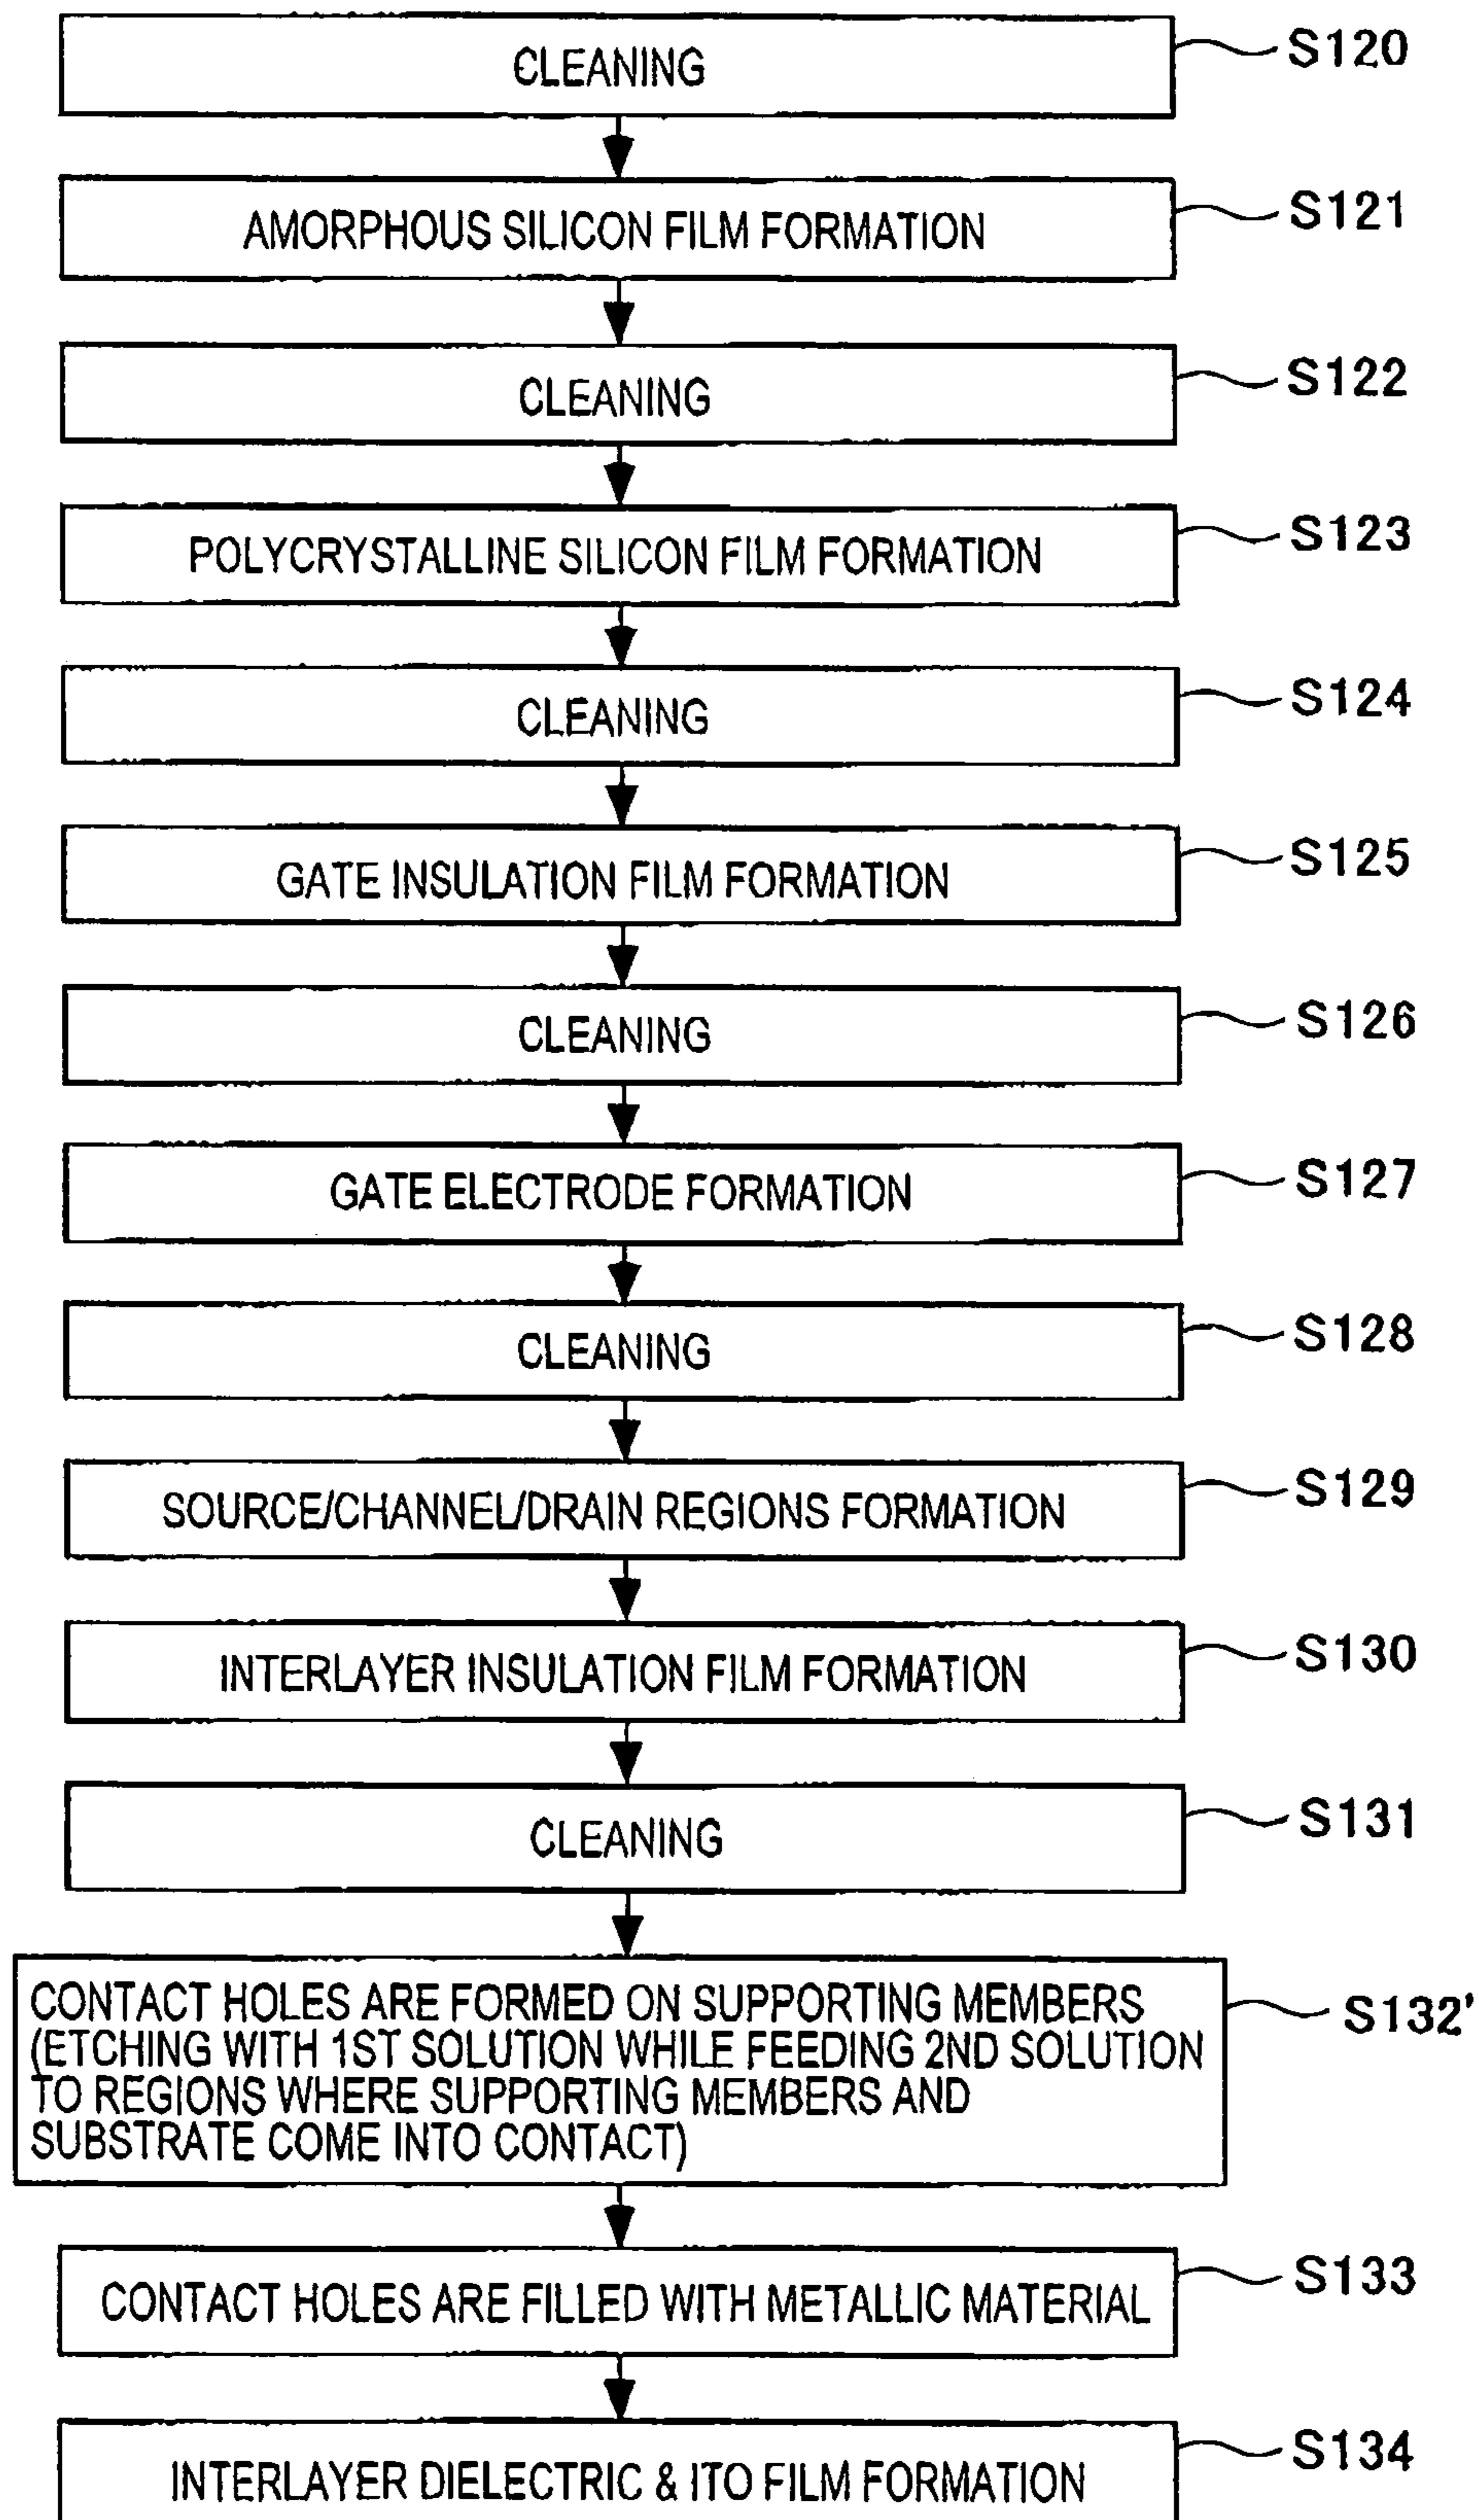 CLEANING S120
AMORPHOUS SILICON FILM FORMATION S121
CLEANING S122
POLYCRYSTALLINE SILICON FILM FORMATION S123
CLEANING S124
GATE INSULATION FILM FORMATION S125
CLEANING S126
GATE ELECTRODE FORMATION S127
CLEANING S128
SOURCE/CHANNEL/DRAIN REGIONS FORMATION S129
INTERLAYER INSULATION FILM FORMATION S130
CLEANING S131
CONTACT HOLES ARE FORMED ON SUPPORTING MEMBERS S132'
(ETCHING WITH 1ST SOLUTION WHILE FEEDING 2ND SOLUTION
TO REGIONS WHERE SUPPORTING MEMBERS AND
SUBSTRATE COME INTO CONTACT)
CONTACT HOLES ARE FILLED WITH METALLIC MATERIAL S133
INTERLAYER DIELECTRIC & ITO FILM FORMATION S134